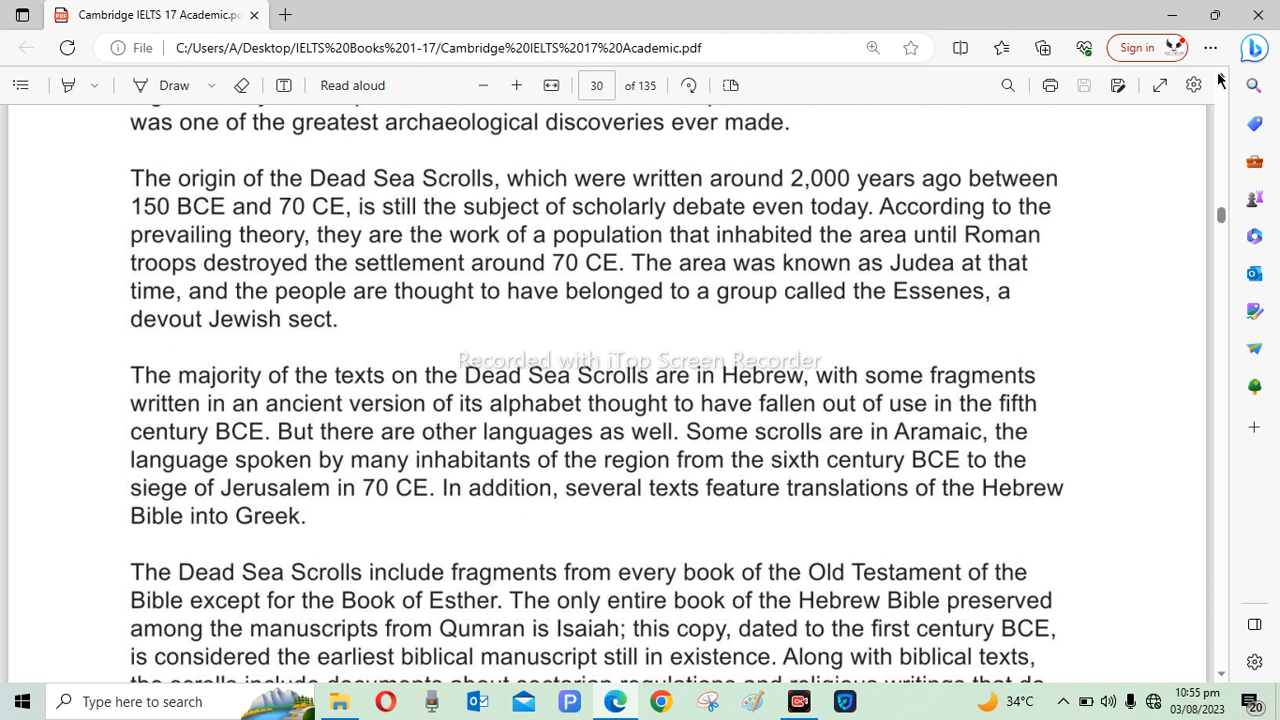 Cambridge IELTS 17 Academic.pd
File
C:/Users/A/Desktop/IELTS%20Books%201-17/Cambridge%20IELTS%2017%20Academic.pdf
Sign in
Draw
Read aloud
30
of 135
was one of the greatest archaeological discoveries ever made.
The origin of the Dead Sea Scrolls, which were written around 2,000 years ago between
150 BCE and 70 CE, is still the subject of scholarly debate even today. According to the
prevailing theory, they are the work of a population that inhabited the area until Roman
troops destroyed the settlement around 70 CE. The area was known as Judea at that
time, and the people are thought to have belonged to a group called the Essenes, a
devout Jewish sect.
Recorded with iTop Screen Recorder
The majority of the texts on the Dead Sea Scrolls are in Hebrew, with some fragments
written in an ancient version of its alphabet thought to have fallen out of use in the fifth
century BCE. But there are other languages as well. Some scrolls are in Aramaic, the
language spoken by many inhabitants of the region from the sixth century BCE to the
siege of Jerusalem in 70 CE. In addition, several texts feature translations of the Hebrew
Bible into Greek.
The Dead Sea Scrolls include fragments from every book of the Old Testament of the
Bible except for the Book of Esther. The only entire book of the Hebrew Bible preserved
among the manuscripts from Qumran is Isaiah; this copy, dated to the first century BCE,
is considered the earliest biblical manuscript still in existence. Along with biblical texts,
the scrolls include documents about sectarian regulations and religious writings that do
Type here to search
34°C
10:55 pm
03/08/2023
20